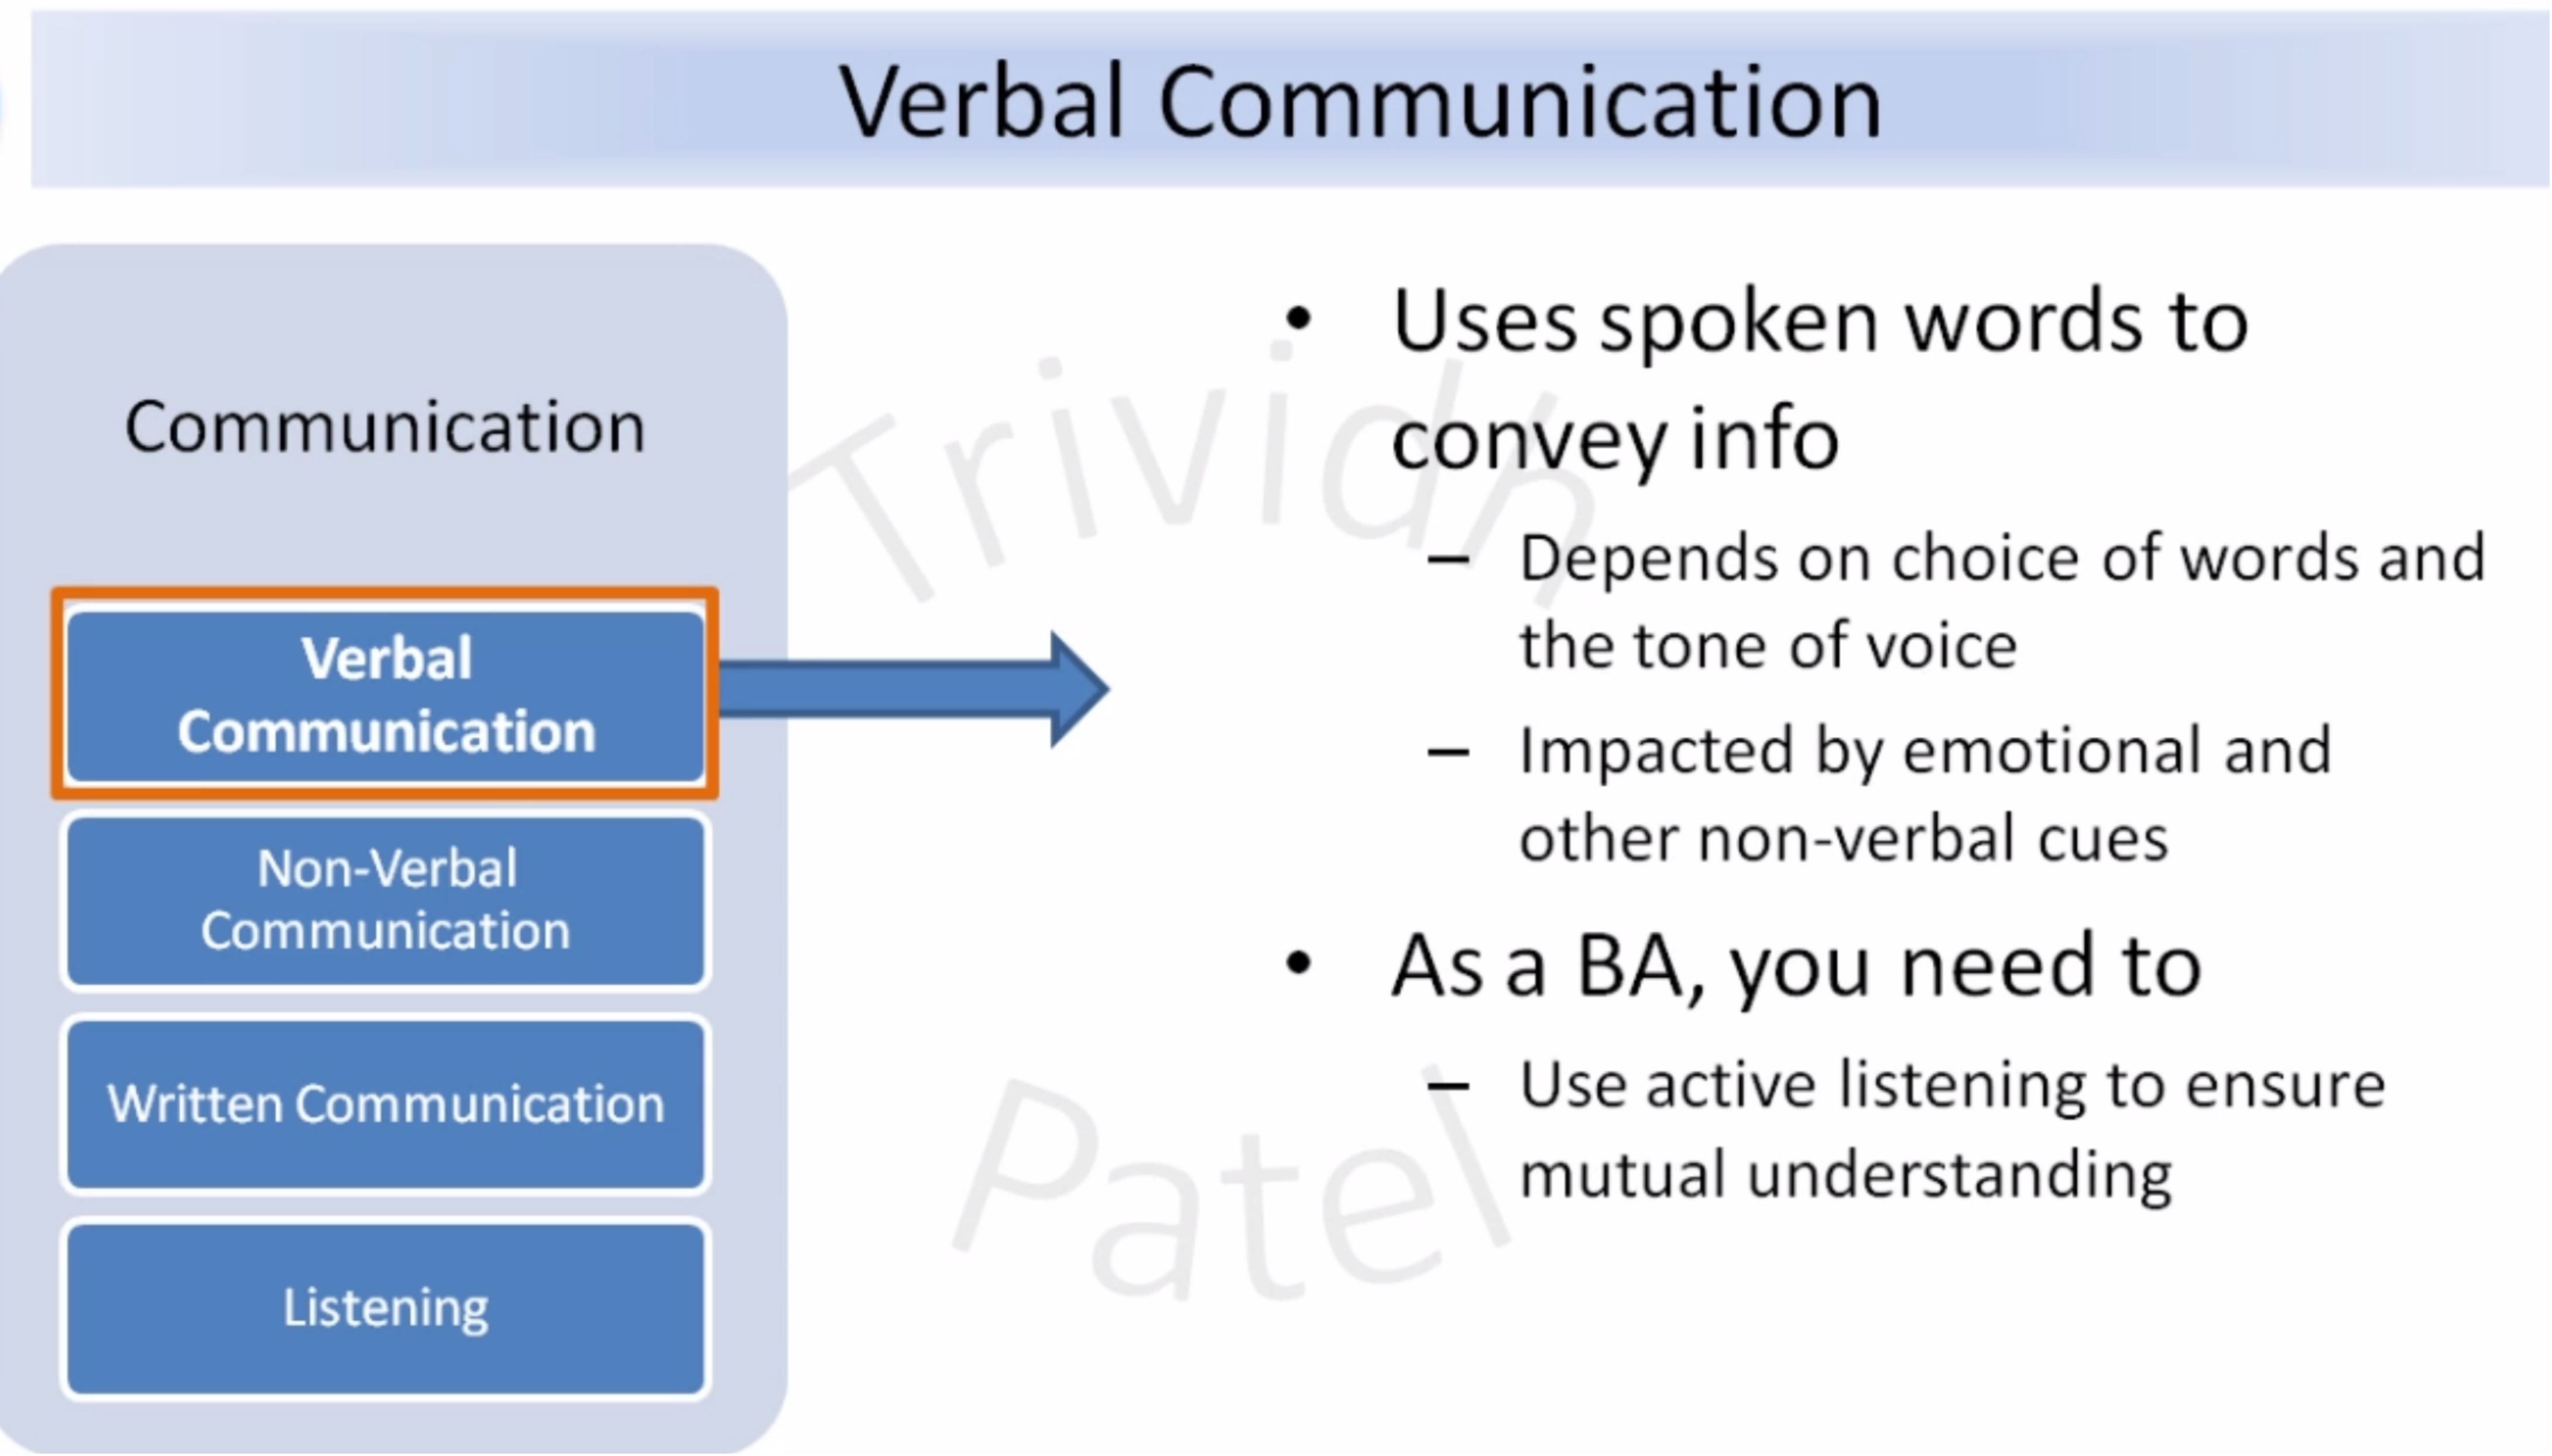 Verbal Communication
Communication
Verbal
Communication
Non-Verbal
Communication
Written Communication
Listening
• Uses spoken words to
convey info
– Depends on choice of words and
the tone of voice
– Impacted by emotional and
other non-verbal cues
• As a BA, you need to
– Use active listening to ensure
mutual understanding
Trividh
Patel